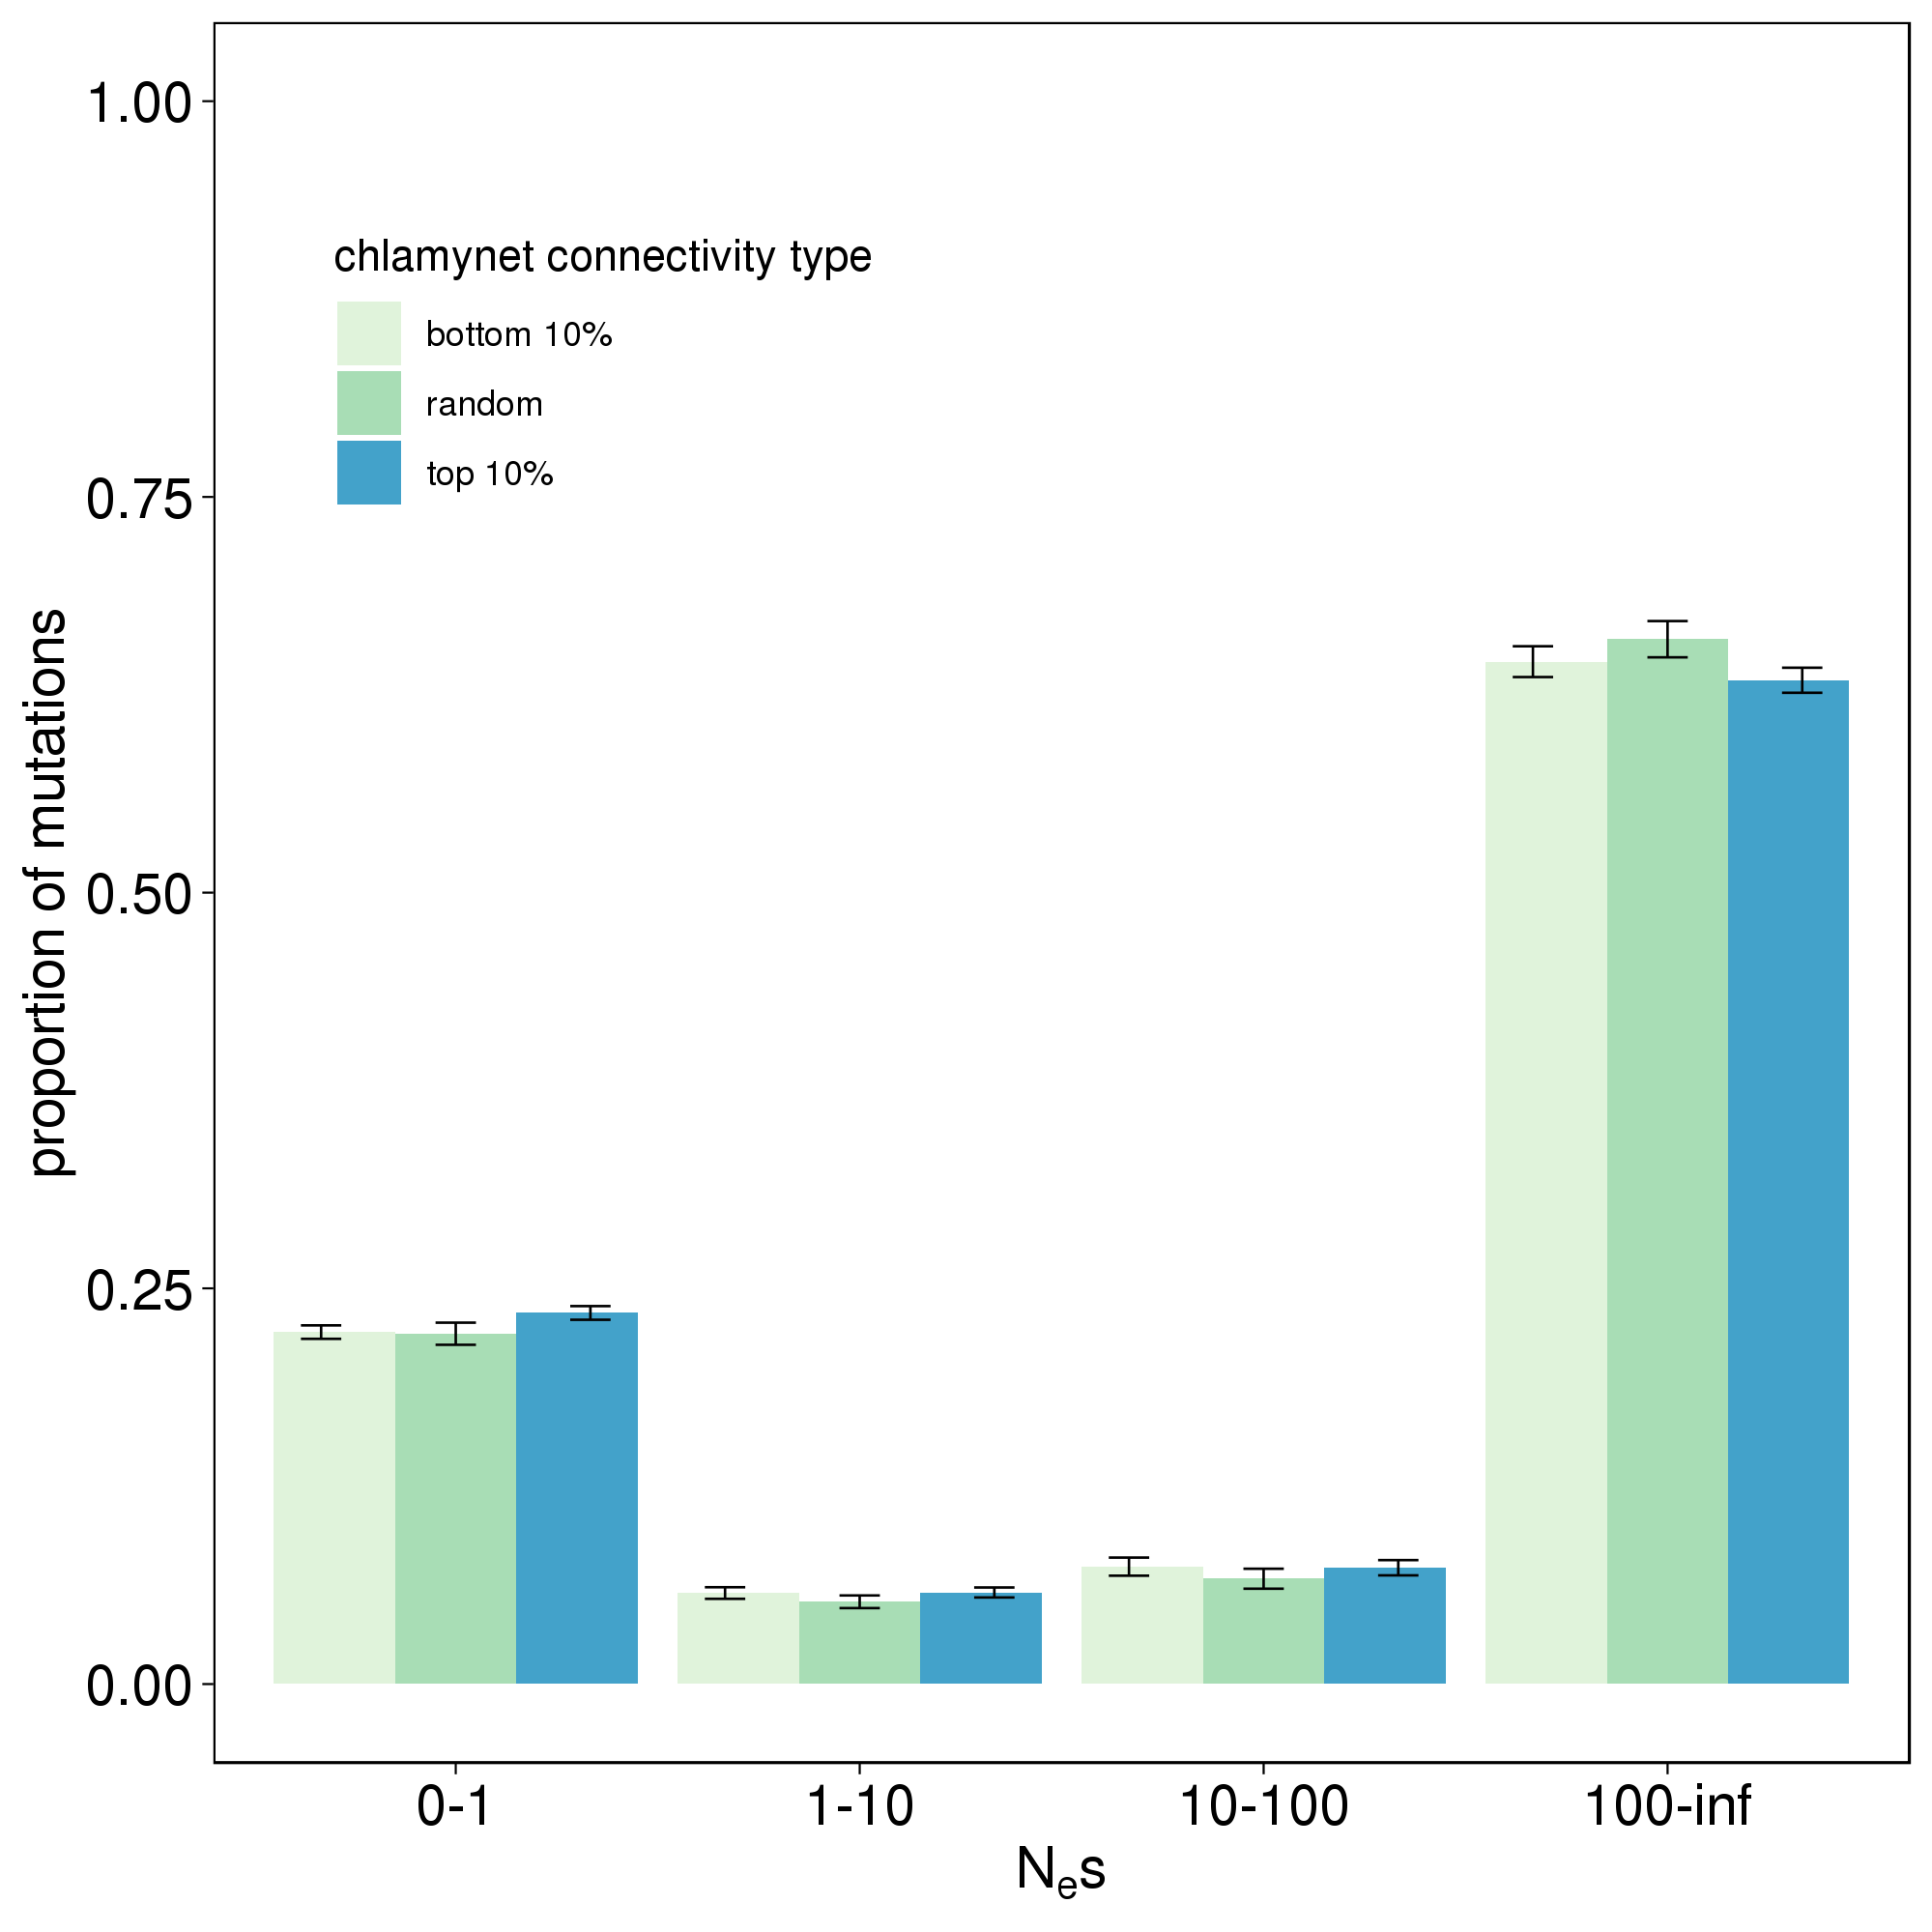 1.00
0.75
0.50
0.25
0.00
proportion of mutations
chlamynet connectivity type
bottom 10%
random
top 10%
0-1
1-10
10-100
100-inf
Nₑs